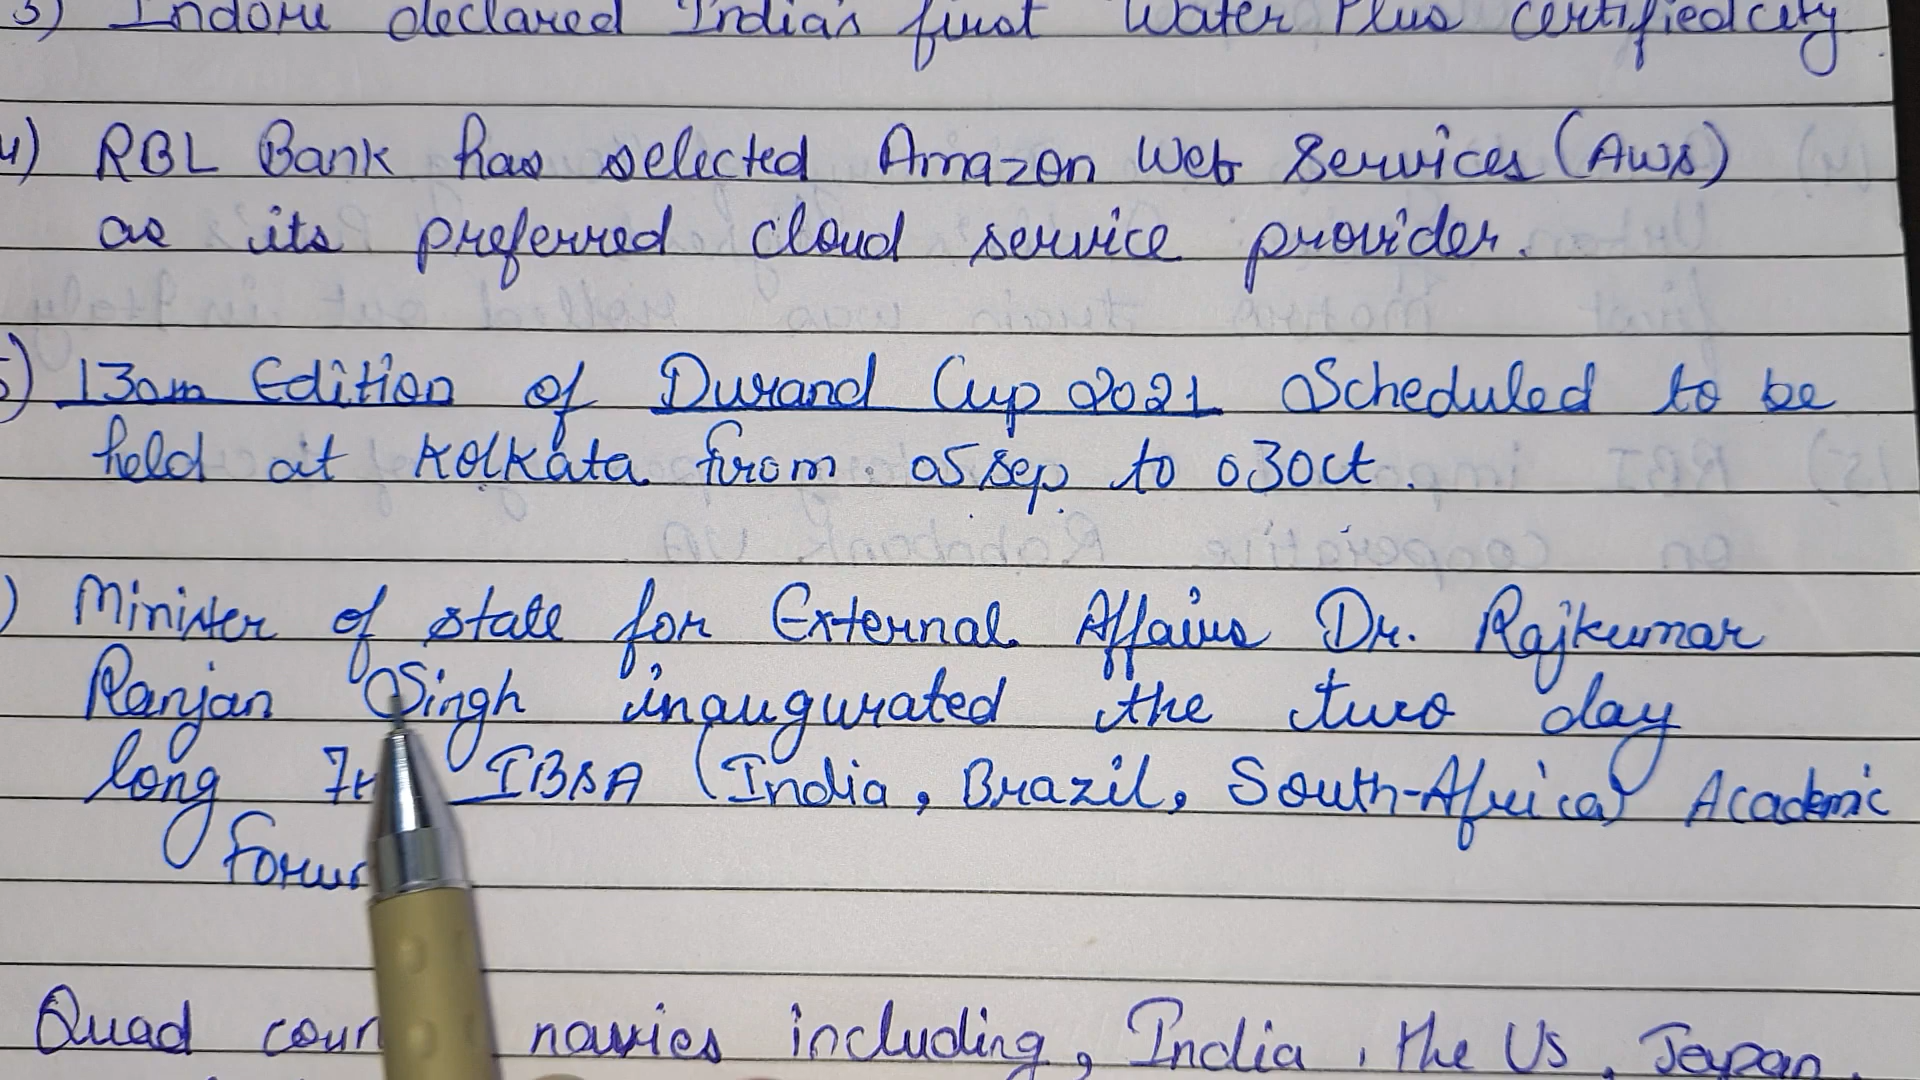 3) Indore declared India's first Water Plus certified city
4) RBL Bank has selected Amazon Web Services (AWS)
as its preferred cloud service provider.
5) 130th Edition of Durand Cup 2021 Scheduled to be
held at Kolkata from 05 Sep to 03 Oct.
) Minister of state for External Affairs Dr. Rajkumar
Ranjan Singh inaugurated the two day
long IBSA (India, Brazil, South-Africa) Academic
Quad navies including, India, the US, Japan,